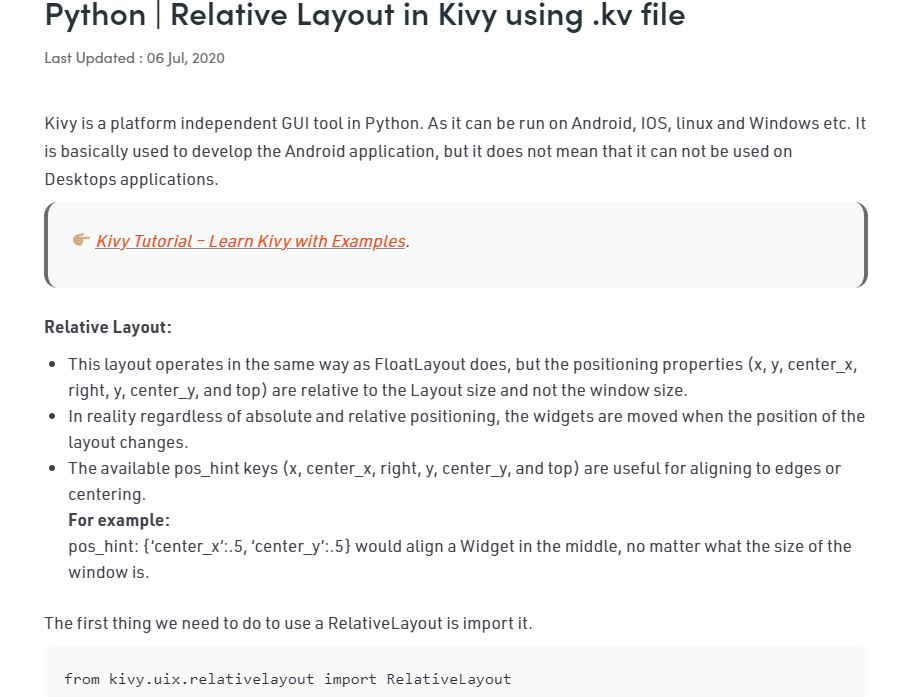 Python | Relative Layout in Kivy using .kv file
Last Updated : 06 Jul, 2020
Kivy is a platform independent GUI tool in Python. As it can be run on Android, IOS, linux and Windows etc. It
is basically used to develop the Android application, but it does not mean that it can not be used on
Desktops applications.
Kivy Tutorial – Learn Kivy with Examples.
Relative Layout:
This layout operates in the same way as FloatLayout does, but the positioning properties (x, y, center_x,
right, y, center_y, and top) are relative to the Layout size and not the window size.
In reality regardless of absolute and relative positioning, the widgets are moved when the position of the
layout changes.
The available pos_hint keys (x, center_x, right, y, center_y, and top) are useful for aligning to edges or
centering.
For example:
pos_hint: {‘center_x’:.5, ‘center_y’:.5} would align a Widget in the middle, no matter what the size of the
window is.
The first thing we need to do to use a RelativeLayout is import it.
from kivy.uix.relativelayout import RelativeLayout